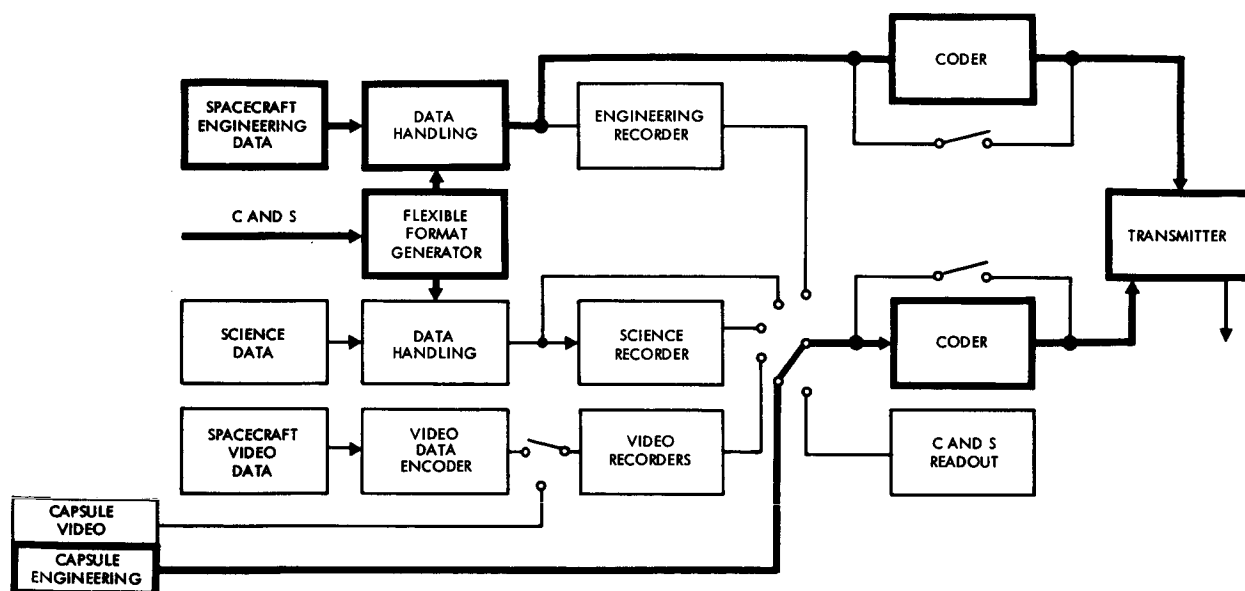 CODER
SPACECRAFT
ENGINEERING
DATA
DATA
HANDLING
ENGINEERING
RECORDER
C AND S
FLEXIBLE
FORMAT
GENERATOR
TRANSMITTER
SCIENCE
DATA
DATA
HANDLING
SCIENCE
RECORDER
CODER
SPACECRAFT
VIDEO
DATA
VIDEO
DATA
ENCODER
VIDEO
RECORDERS
C AND S
READOUT
CAPSULE
VIDEO
CAPSULE
ENGINEERING